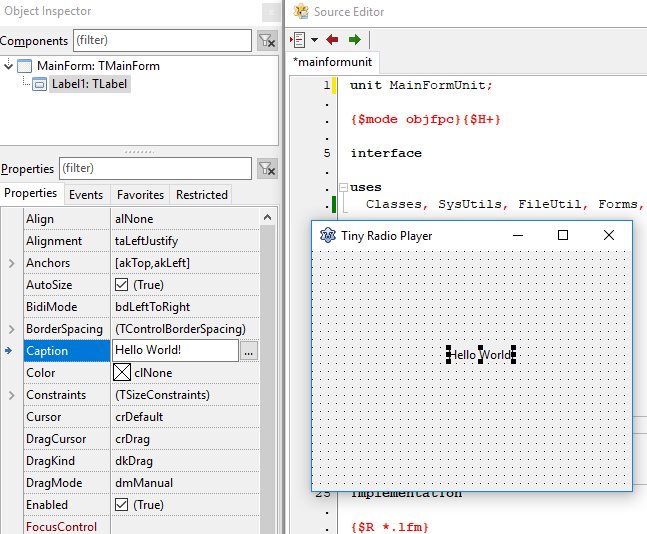 Object Inspector
Components (filter)
MainForm: TMainForm
Label1: TLabel
Properties (filter)
Properties Events Favorites Restricted
Align alNone
Alignment taLeftJustify
Anchors [akTop,akLeft]
AutoSize (True)
BidiMode bdLeftToRight
BorderSpacing (TControlBorderSpacing)
Caption Hello World! ...
Color clNone
Constraints (TSizeConstraints)
Cursor crDefault
DragCursor crDrag
DragKind dkDrag
DragMode dmManual
Enabled (True)
FocusControl
Source Editor
*mainformunit
1 unit MainFormUnit;
{$mode objfpc}{$H+}
5 interface
uses
Classes, SysUtils, FileUtil, Forms,
Tiny Radio Player
Hello World!
25 implementation
{$R *.lfm}